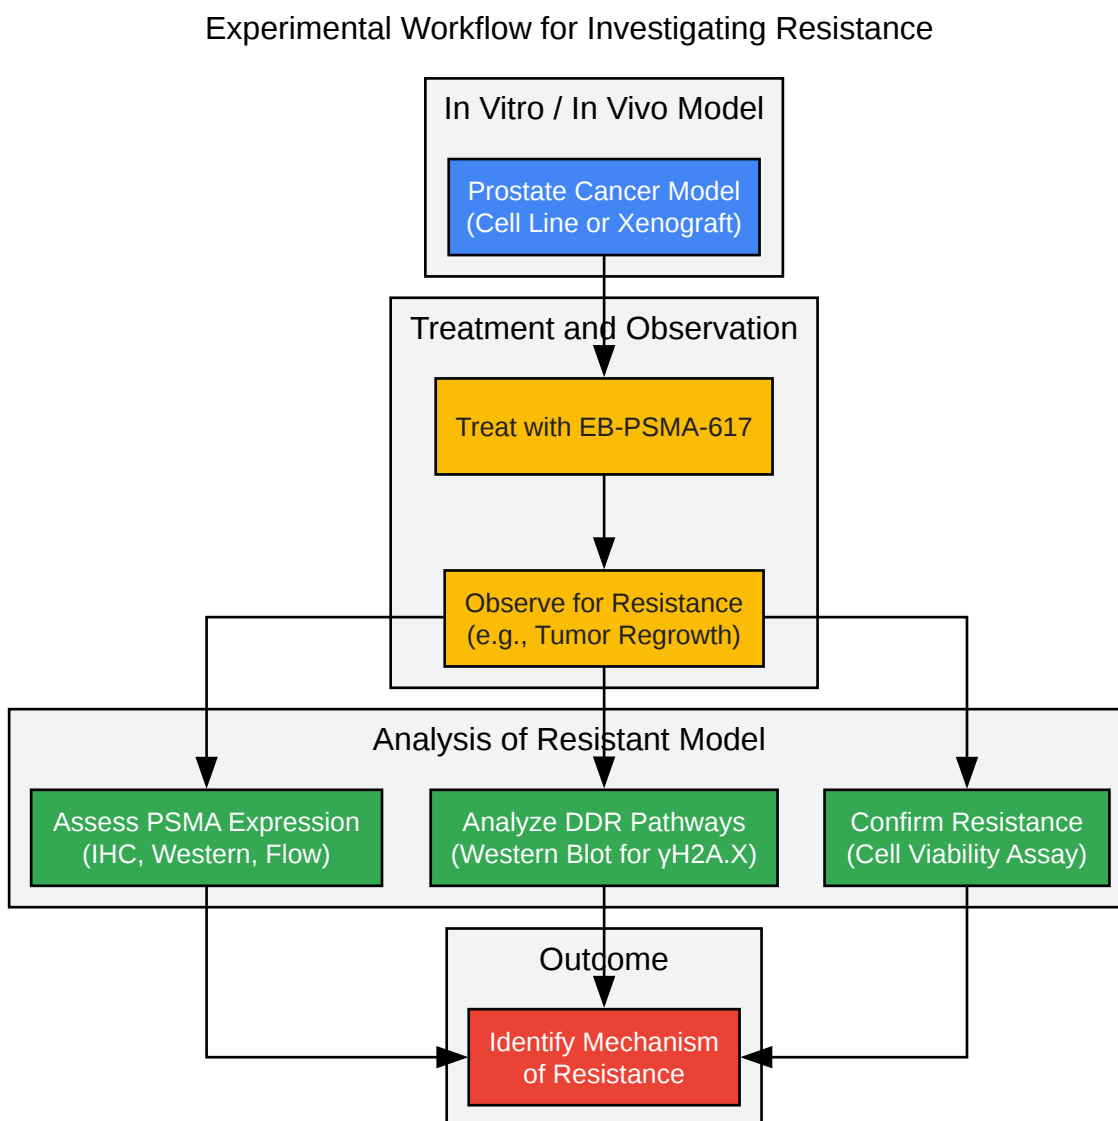 Experimental Workflow for Investigating Resistance
In Vitro / In Vivo Model
Prostate Cancer Model
(Cell Line or Xenograft)
Treatment and Observation
Treat with EB-PSMA-617
Observe for Resistance
(e.g., Tumor Regrowth)
Analysis of Resistant Model
Assess PSMA Expression
(IHC, Western, Flow)
Analyze DDR Pathways
(Western Blot for γH2A.X)
Confirm Resistance
(Cell Viability Assay)
Outcome
Identify Mechanism
of Resistance